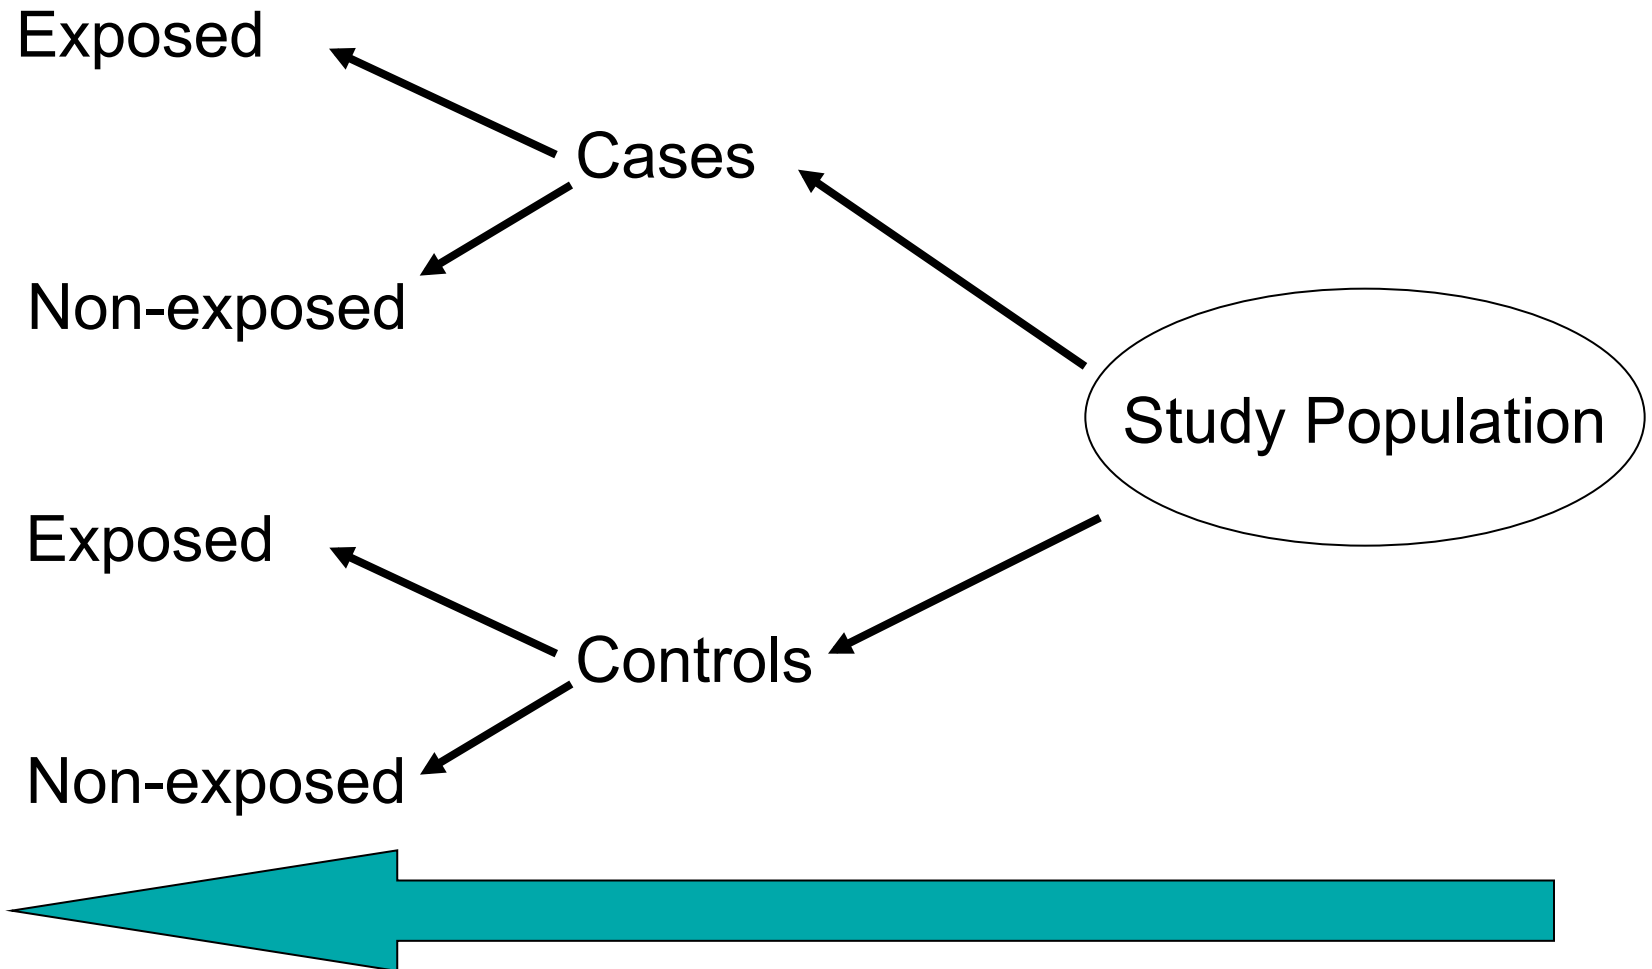 Exposed
Cases
Non-exposed
Study Population
Exposed
Controls
Non-exposed